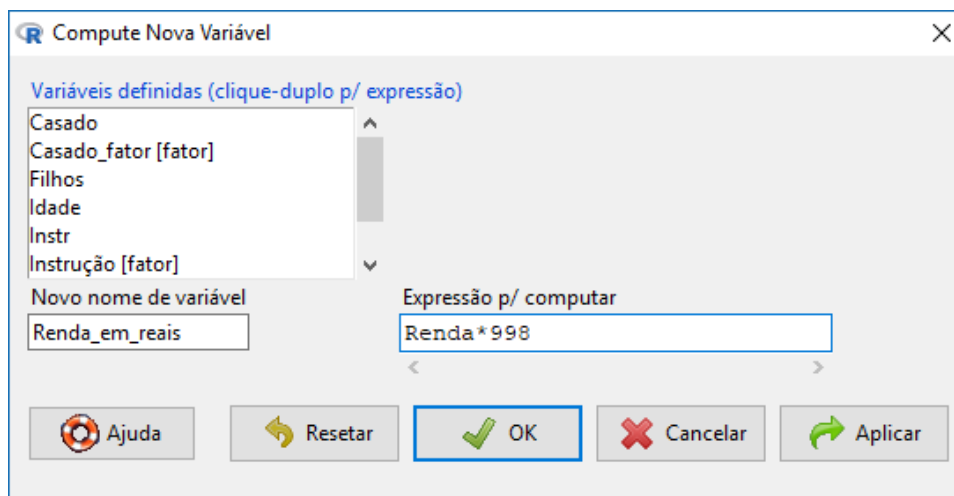 Compute Nova Variável
Variáveis definidas (clique-duplo p/ expressão)
Casado
Casado_fator [fator]
Filhos
Idade
Instr
Instrução [fator]
Novo nome de variável
Expressão p/ computar
Renda_em_reais
Renda*998
Ajuda
Resetar
OK
Cancelar
Aplicar